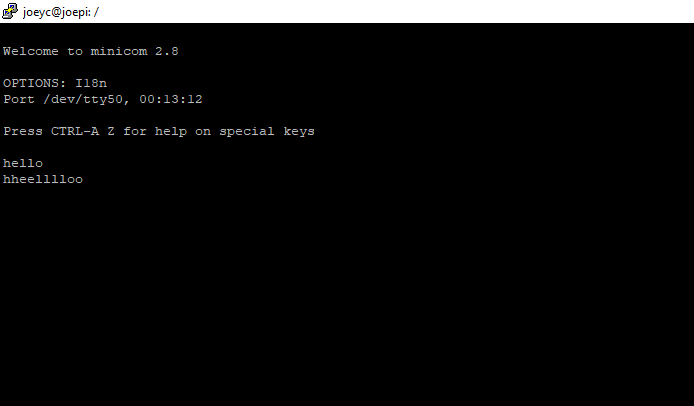 joeyc@joepi: /
Welcome to minicom 2.8
OPTIONS: I18n
Port /dev/tty50, 00:13:12
Press CTRL-A Z for help on special keys
hello
hheelllloo